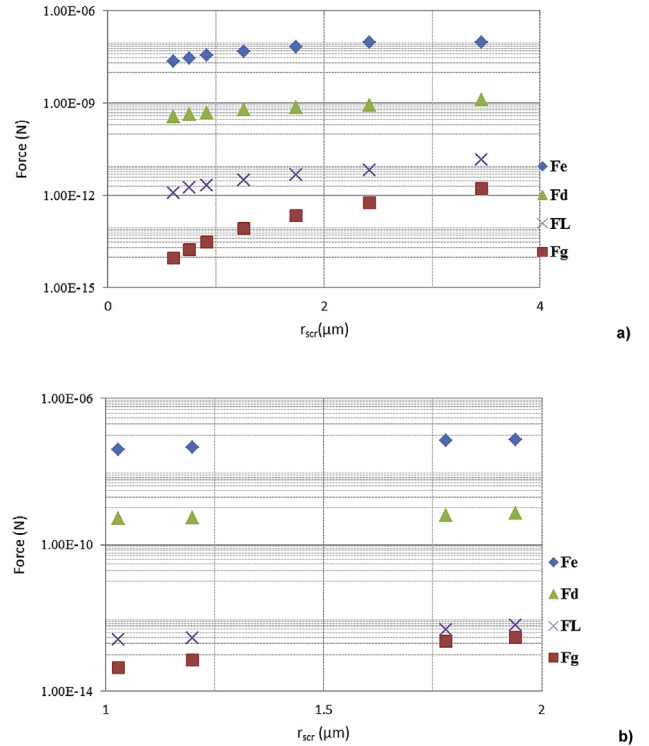 1.00E-06
1.00E-09
1.00E-12
1.00E-15
Force (N)
0 2 4
r_scr(μm)
Fe
Fd
FL
Fg
a)
1.00E-06
1.00E-10
1.00E-14
Force (N)
1 1.5 2
r_scr (μm)
Fe
Fd
FL
Fg
b)